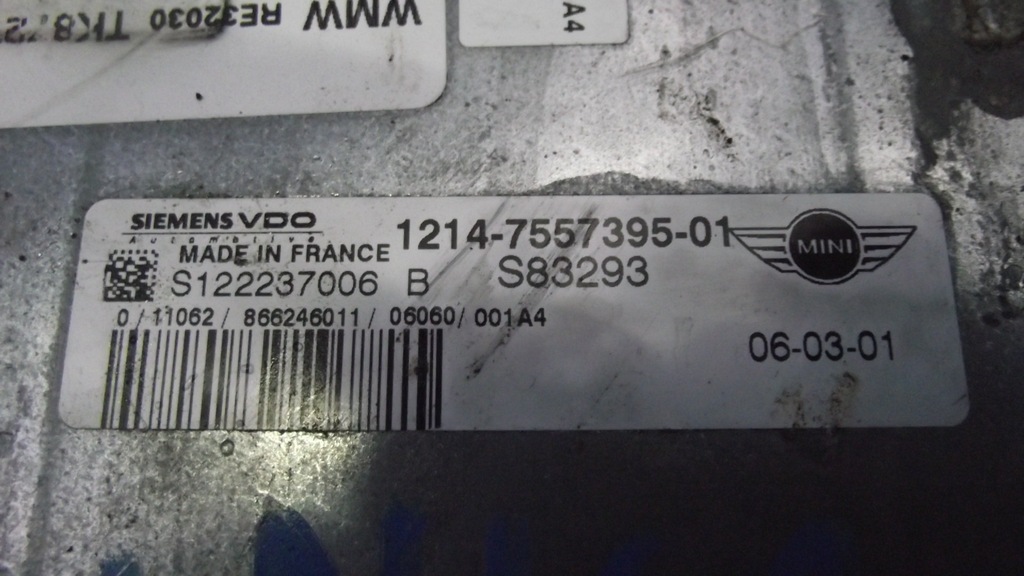 WMW RE32030 TK8
A4
SIEMENS VDO
Automotive
1214-7557395-01
MINI
MADE IN FRANCE
S122237006 B S83293
0/11062/866246011/06060/001A4
06-03-01